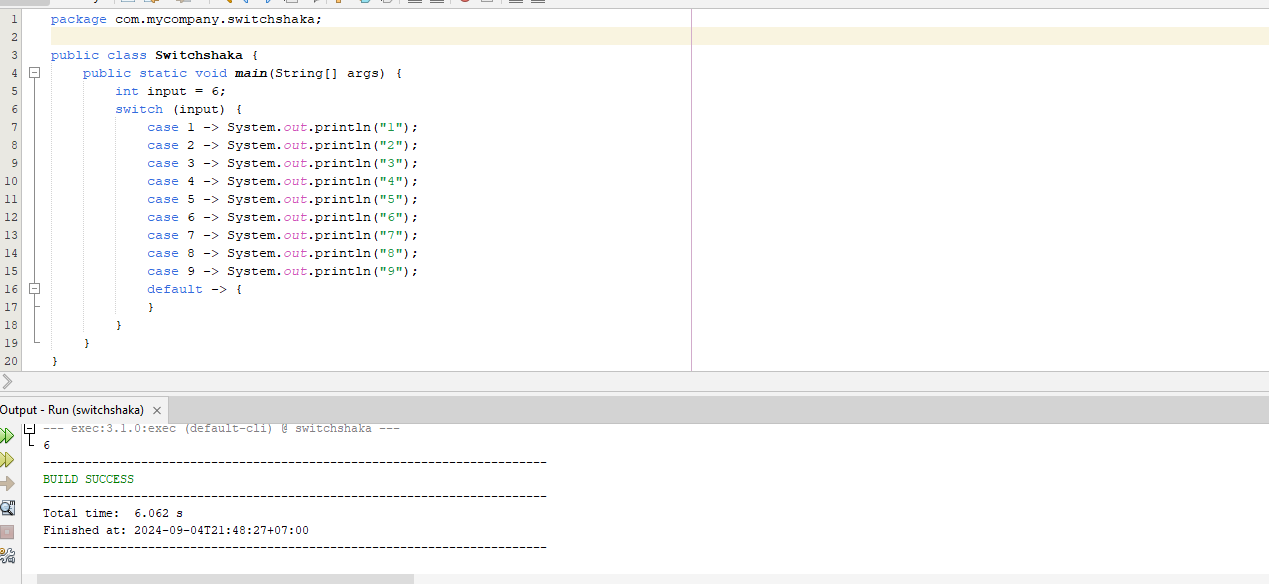 1 package com.mycompany.switchshaka;
2
3 public class Switchshaka {
4     public static void main(String[] args) {
5         int input = 6;
6         switch (input) {
7             case 1 -> System.out.println("1");
8             case 2 -> System.out.println("2");
9             case 3 -> System.out.println("3");
10             case 4 -> System.out.println("4");
11             case 5 -> System.out.println("5");
12             case 6 -> System.out.println("6");
13             case 7 -> System.out.println("7");
14             case 8 -> System.out.println("8");
15             case 9 -> System.out.println("9");
16             default -> {
17             }
18         }
19     }
20 }
Output - Run (switchshaka) ×
--- exec:3.1.0:exec (default-cli) @ switchshaka ---
6
------------------------------------------------------------------------
BUILD SUCCESS
------------------------------------------------------------------------
Total time:  6.062 s
Finished at: 2024-09-04T21:48:27+07:00
------------------------------------------------------------------------